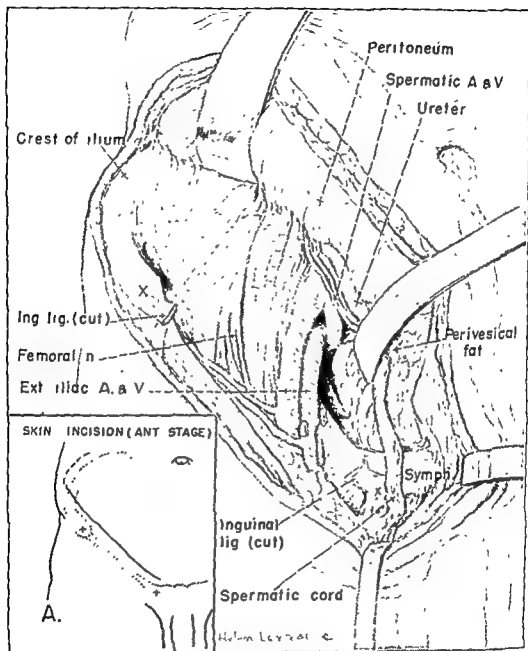 Peritoneum
Spermatic A & V
Ureter
Crest of ilium
Ing lig. (cut)
Femoral n
Ext iliac A. & V
Perivesical
fat
SKIN INCISION (ANT STAGE)
Symph
Inguinal
lig (cut)
Spermatic cord
A.